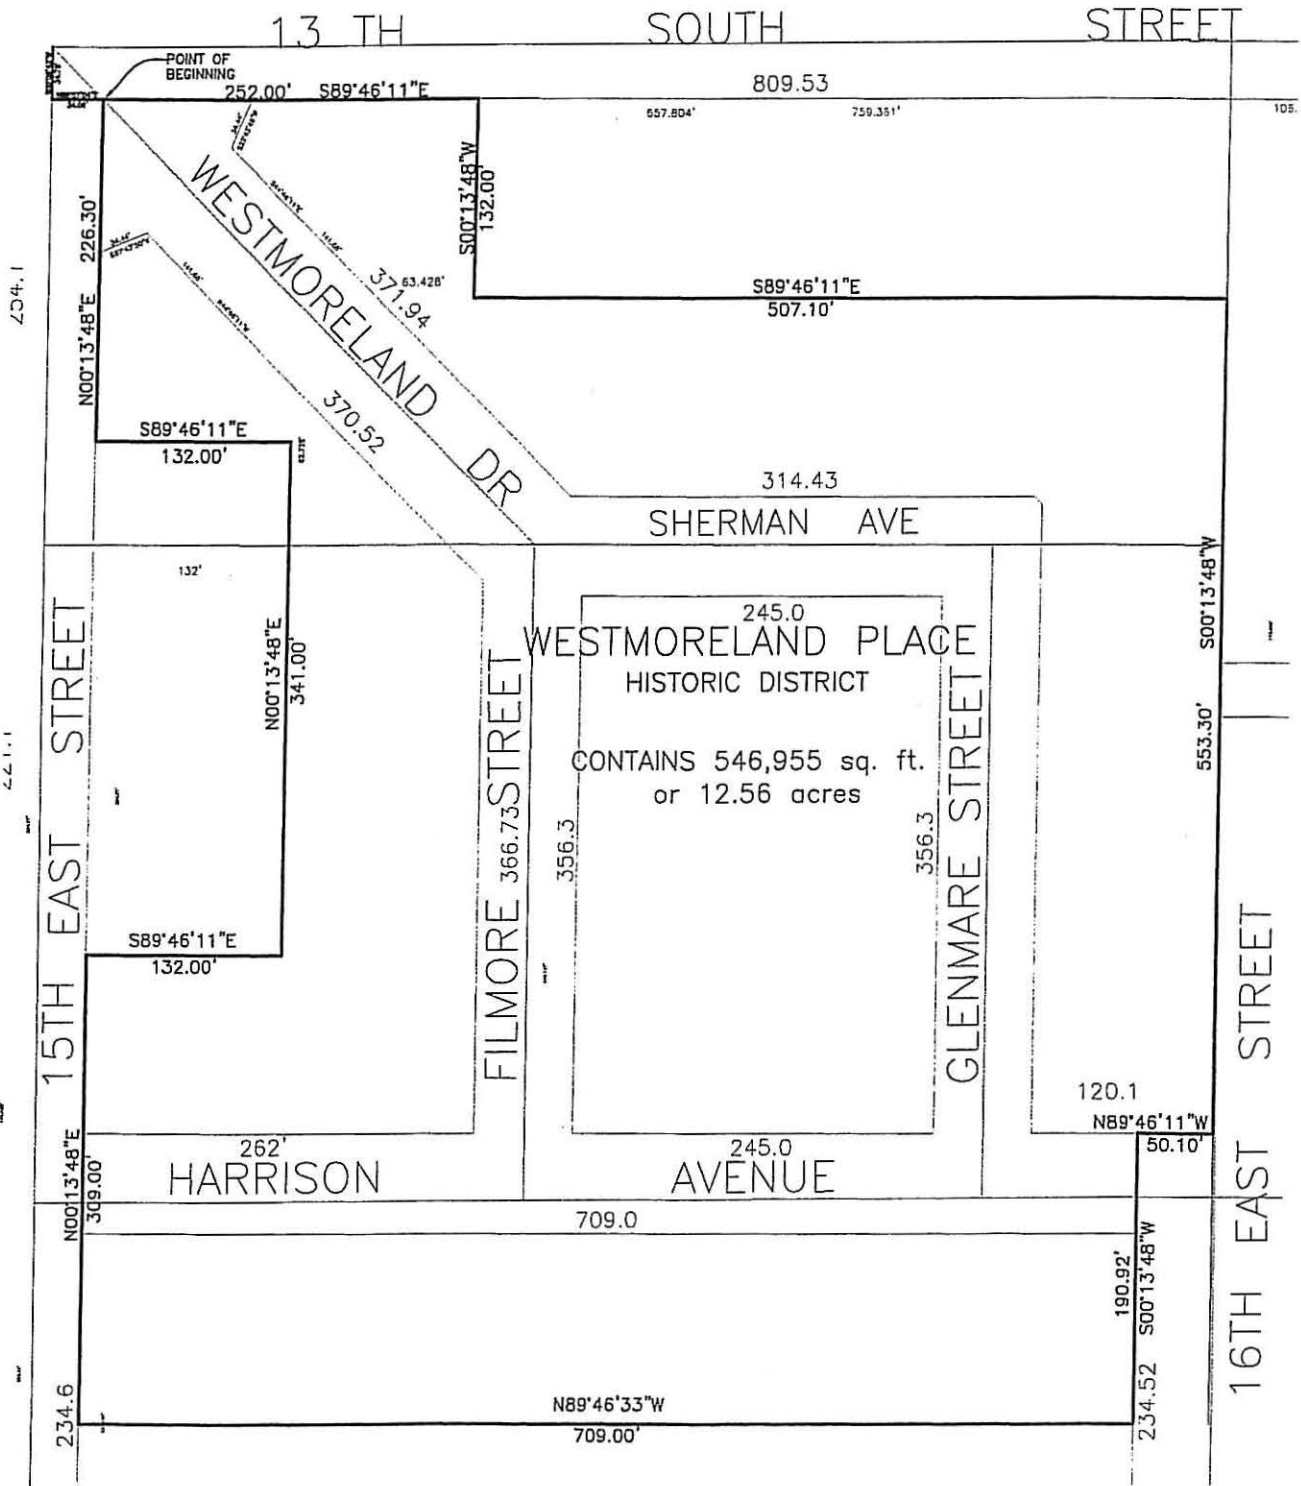 13 TH SOUTH STREET
POINT OF
BEGINNING
252.00' S89°46'11"E
809.53
657.804' 759.351' 105.
S00°13'48"W
132.00'
N00°13'48"E 226.30'
WESTMORELAND DR
63.428'
371.94
370.52
S89°46'11"E
507.10'
S89°46'11"E
132.00'
314.43
SHERMAN AVE
132'
N00°13'48"E
341.00'
S00°13'48"W
553.30'
245.0
WESTMORELAND PLACE
HISTORIC DISTRICT
CONTAINS 546,955 sq. ft.
or 12.56 acres
15TH EAST STREET
FILMORE STREET
366.73
356.3
356.3
GLENMARE STREET
16TH EAST STREET
S89°46'11"E
132.00'
120.1
N89°46'11"W
50.10'
262'
245.0
HARRISON AVENUE
N00°13'48"E
309.00'
709.0
190.92'
S00°13'48"W
234.6
234.52
N89°46'33"W
709.00'